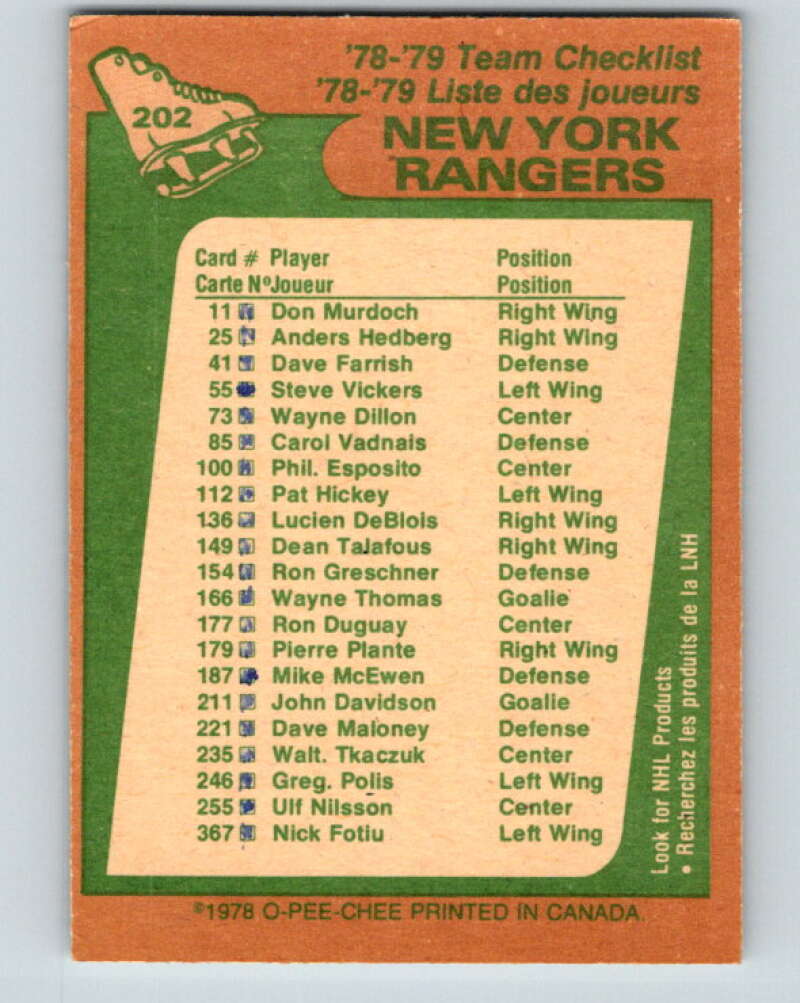 '78-'79 Team Checklist
'78-'79 Liste des joueurs
202
NEW YORK
RANGERS
Card # Player Position
Carte Nº Joueur Position
11 Don Murdoch Right Wing
25 Anders Hedberg Right Wing
41 Dave Farrish Defense
55 Steve Vickers Left Wing
73 Wayne Dillon Center
85 Carol Vadnais Defense
100 Phil. Esposito Center
112 Pat Hickey Left Wing
136 Lucien DeBlois Right Wing
149 Dean Talafous Right Wing
154 Ron Greschner Defense
166 Wayne Thomas Goalie
177 Ron Duguay Center
179 Pierre Plante Right Wing
187 Mike McEwen Defense
211 John Davidson Goalie
221 Dave Maloney Defense
235 Walt. Tkaczuk Center
246 Greg. Polis Left Wing
255 Ulf Nilsson Center
367 Nick Fotiu Left Wing
Look for NHL Products
• Recherchez les produits de la LNH
©1978 O-PEE-CHEE PRINTED IN CANADA.